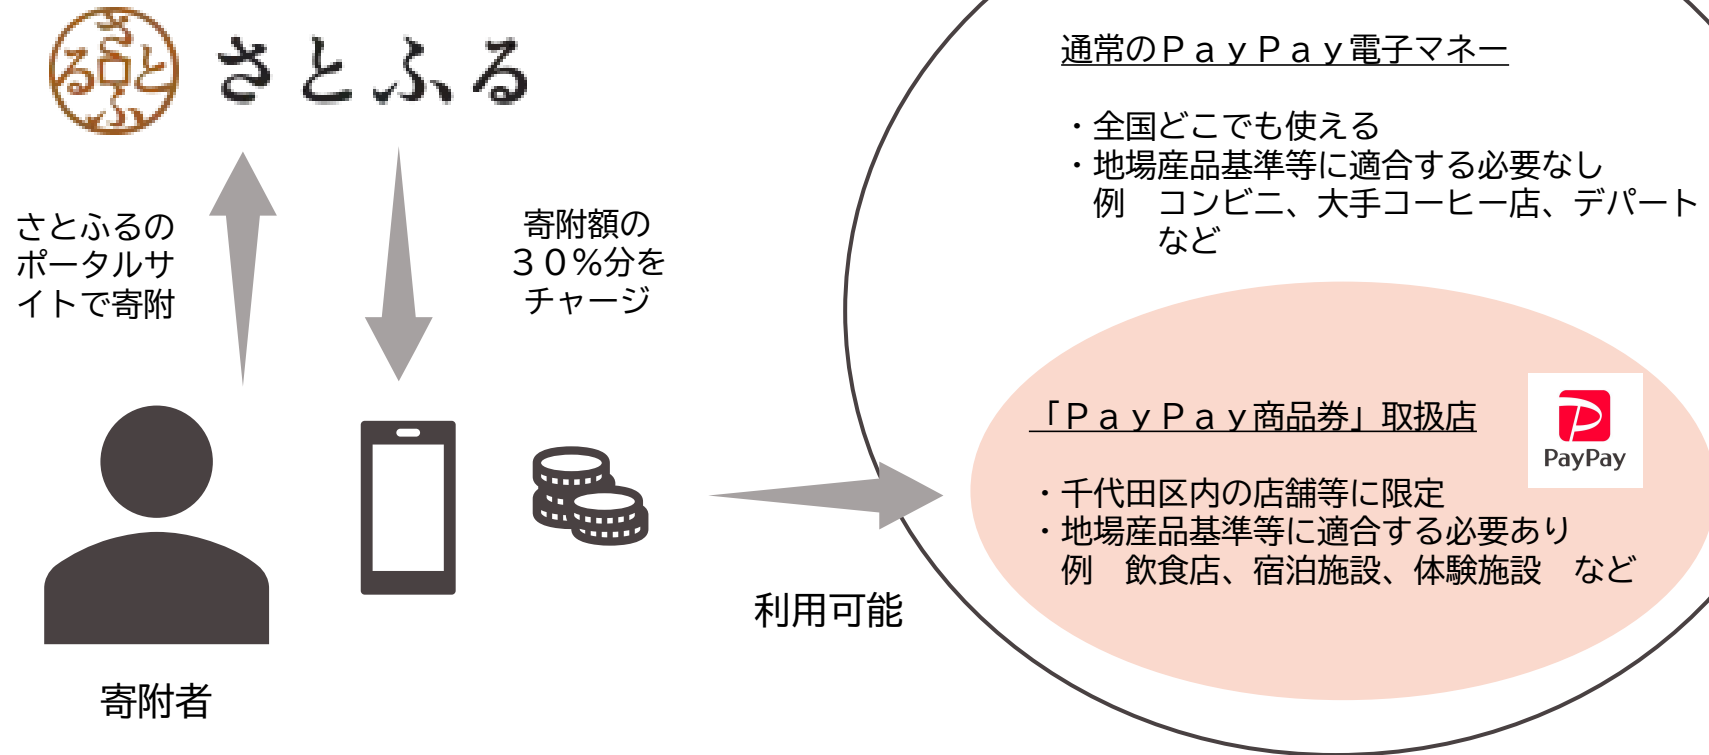 さとふる
さとふる
さとふるの
ポータルサ
イトで寄附
寄附額の
３０％分を
チャージ
寄附者
利用可能
通常のＰａｙＰａｙ電子マネー
・全国どこでも使える
・地場産品基準等に適合する必要なし
例　コンビニ、大手コーヒー店、デパート
など
「ＰａｙＰａｙ商品券」取扱店
PayPay
・千代田区内の店舗等に限定
・地場産品基準等に適合する必要あり
例　飲食店、宿泊施設、体験施設　など